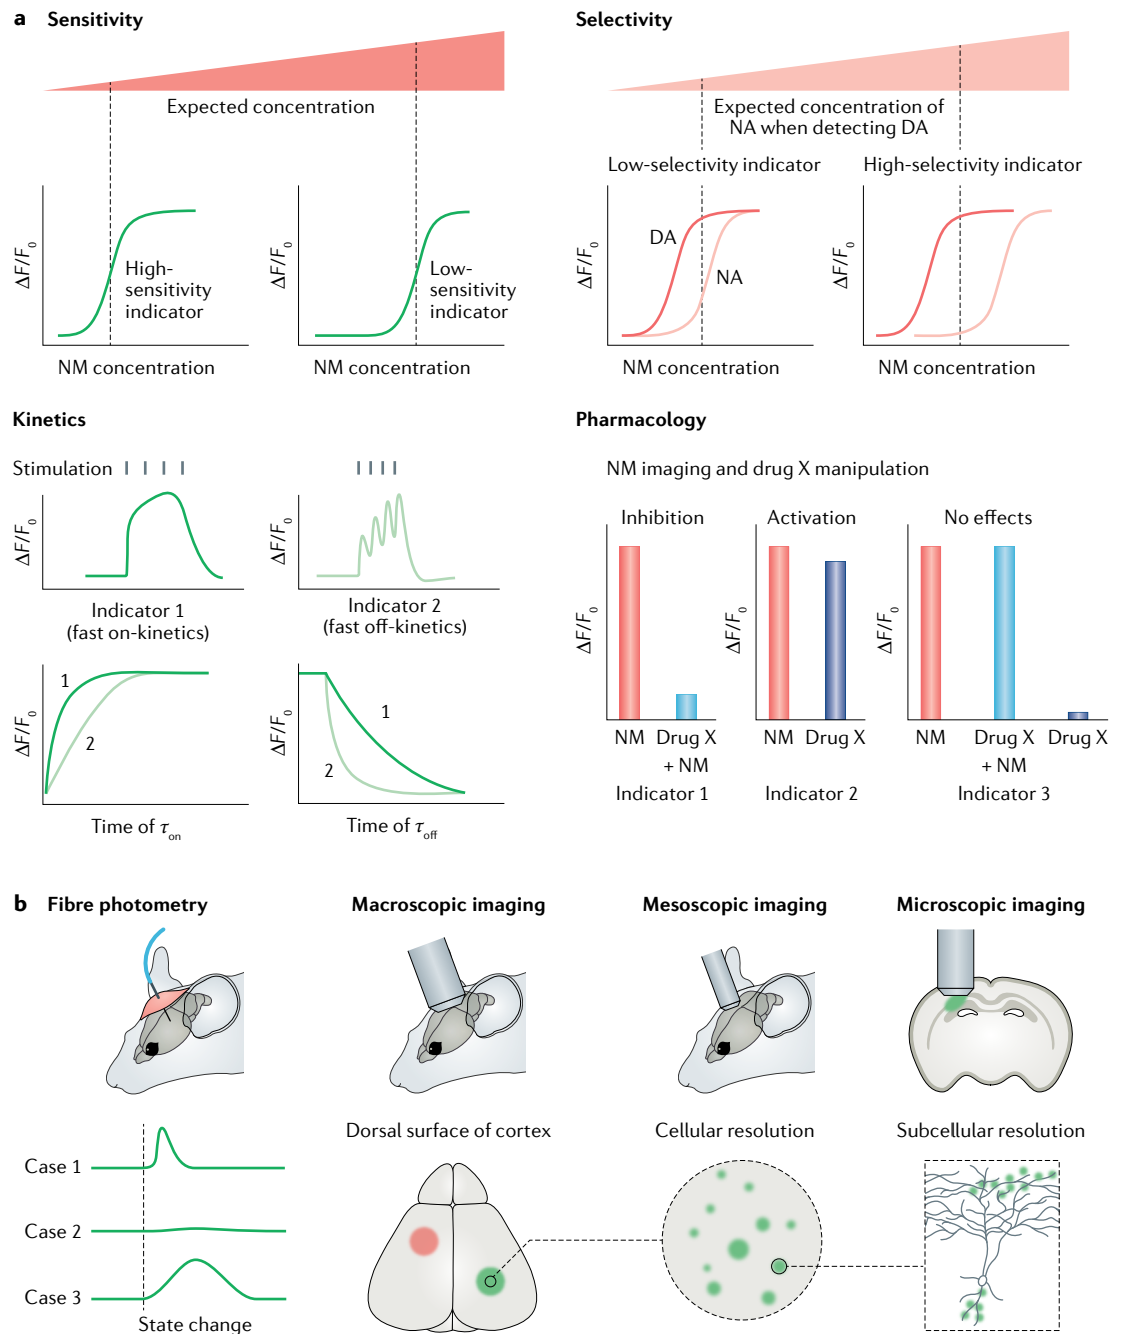 a Sensitivity
Expected concentration
ΔF/F0
High-
sensitivity
indicator
NM concentration
ΔF/F0
Low-
sensitivity
indicator
NM concentration
Selectivity
Expected concentration of
NA when detecting DA
Low-selectivity indicator
ΔF/F0
DA
NA
NM concentration
High-selectivity indicator
ΔF/F0
NM concentration
Kinetics
Stimulation
ΔF/F0
Indicator 1
(fast on-kinetics)
ΔF/F0
Indicator 2
(fast off-kinetics)
ΔF/F0
1
2
Time of τon
ΔF/F0
1
2
Time of τoff
Pharmacology
NM imaging and drug X manipulation
Inhibition
ΔF/F0
NM Drug X
+ NM
Indicator 1
Activation
ΔF/F0
NM Drug X
Indicator 2
No effects
ΔF/F0
NM Drug X Drug X
+ NM
Indicator 3
b Fibre photometry
Case 1
Case 2
Case 3
State change
Macroscopic imaging
Dorsal surface of cortex
Mesoscopic imaging
Cellular resolution
Microscopic imaging
Subcellular resolution